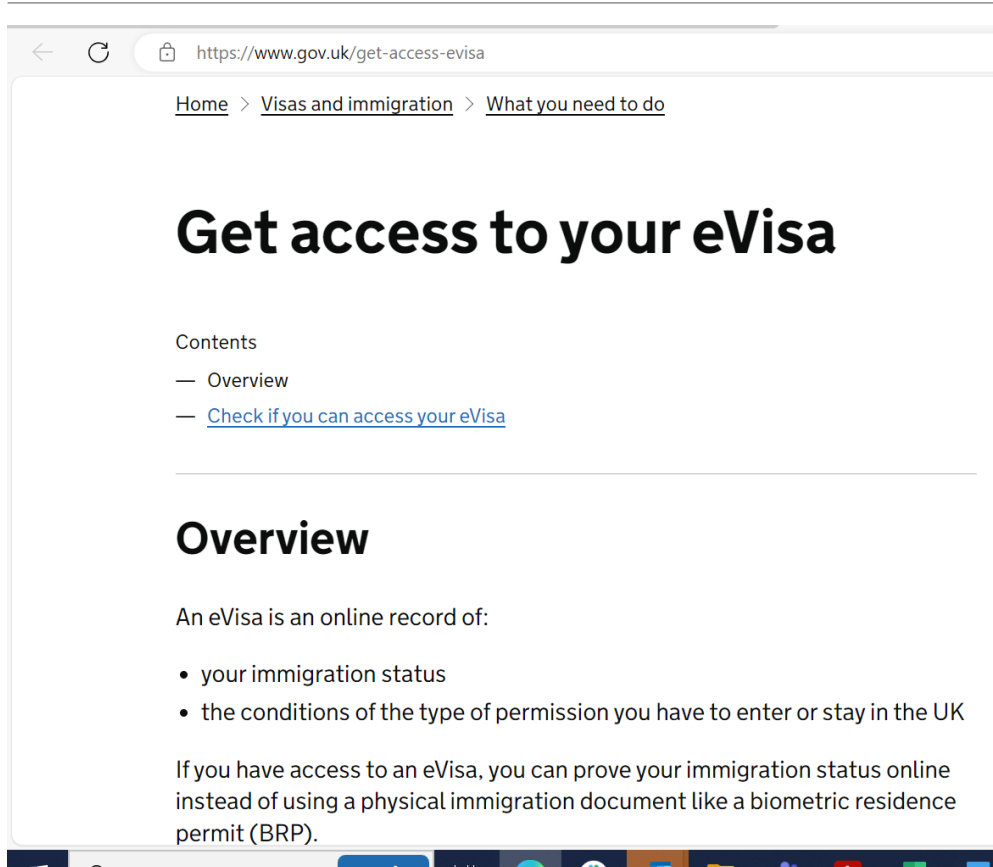 https://www.gov.uk/get-access-evisa
Home > Visas and immigration > What you need to do
Get access to your eVisa
Contents
— Overview
— Check if you can access your eVisa
Overview
An eVisa is an online record of:
• your immigration status
• the conditions of the type of permission you have to enter or stay in the UK
If you have access to an eVisa, you can prove your immigration status online
instead of using a physical immigration document like a biometric residence
permit (BRP).